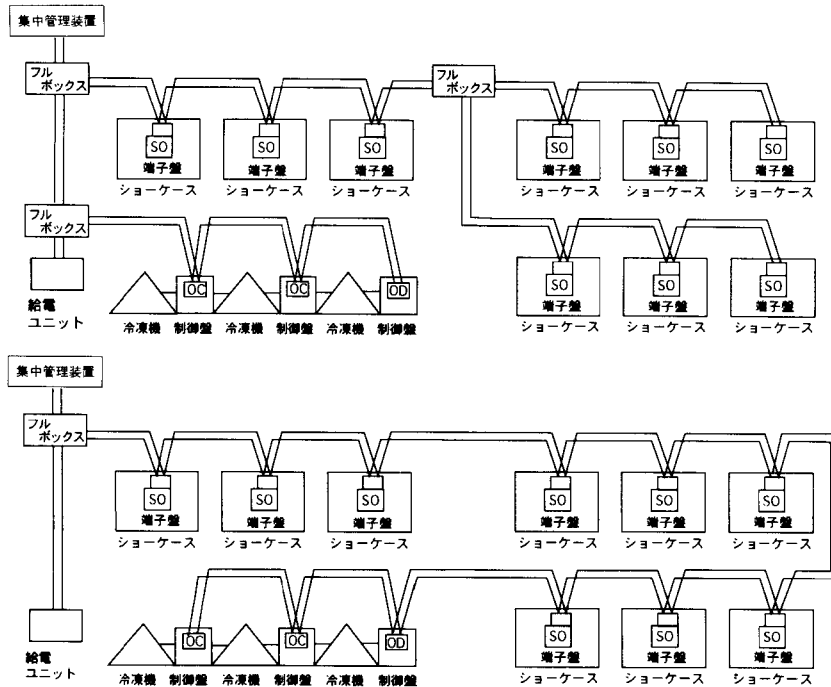 集中管理装置
フル
ボックス
フル
ボックス
SO SO SO SO SO SO
端子盤 端子盤 端子盤 端子盤 端子盤 端子盤
ショーケース ショーケース ショーケース ショーケース ショーケース ショーケース
フル
ボックス
OC OC OD SO SO SO
端子盤 端子盤 端子盤
給電
ユニット
冷凍機 制御盤 冷凍機 制御盤 冷凍機 制御盤
ショーケース ショーケース ショーケース
集中管理装置
フル
ボックス
SO SO SO SO SO SO
端子盤 端子盤 端子盤 端子盤 端子盤 端子盤
ショーケース ショーケース ショーケース ショーケース ショーケース ショーケース
OC OC OD SO SO SO
端子盤 端子盤 端子盤
給電
ユニット
冷凍機 制御盤 冷凍機 制御盤 冷凍機 制御盤
ショーケース ショーケース ショーケース